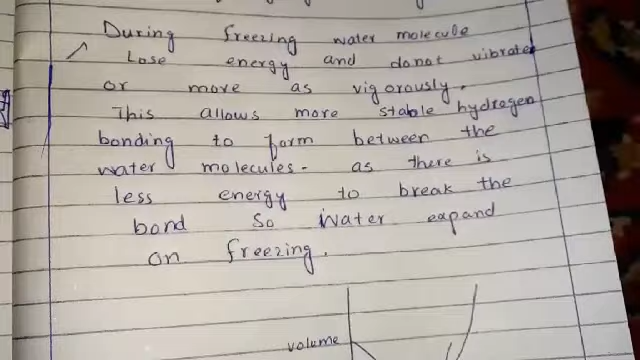 During freezing water molecule
Lose energy and donot vibrate
or more as vigorously.
This allows more stable hydrogen
bonding to form between the
water molecules. as there is
less energy to break the
bond so water expand
on freezing.
volume